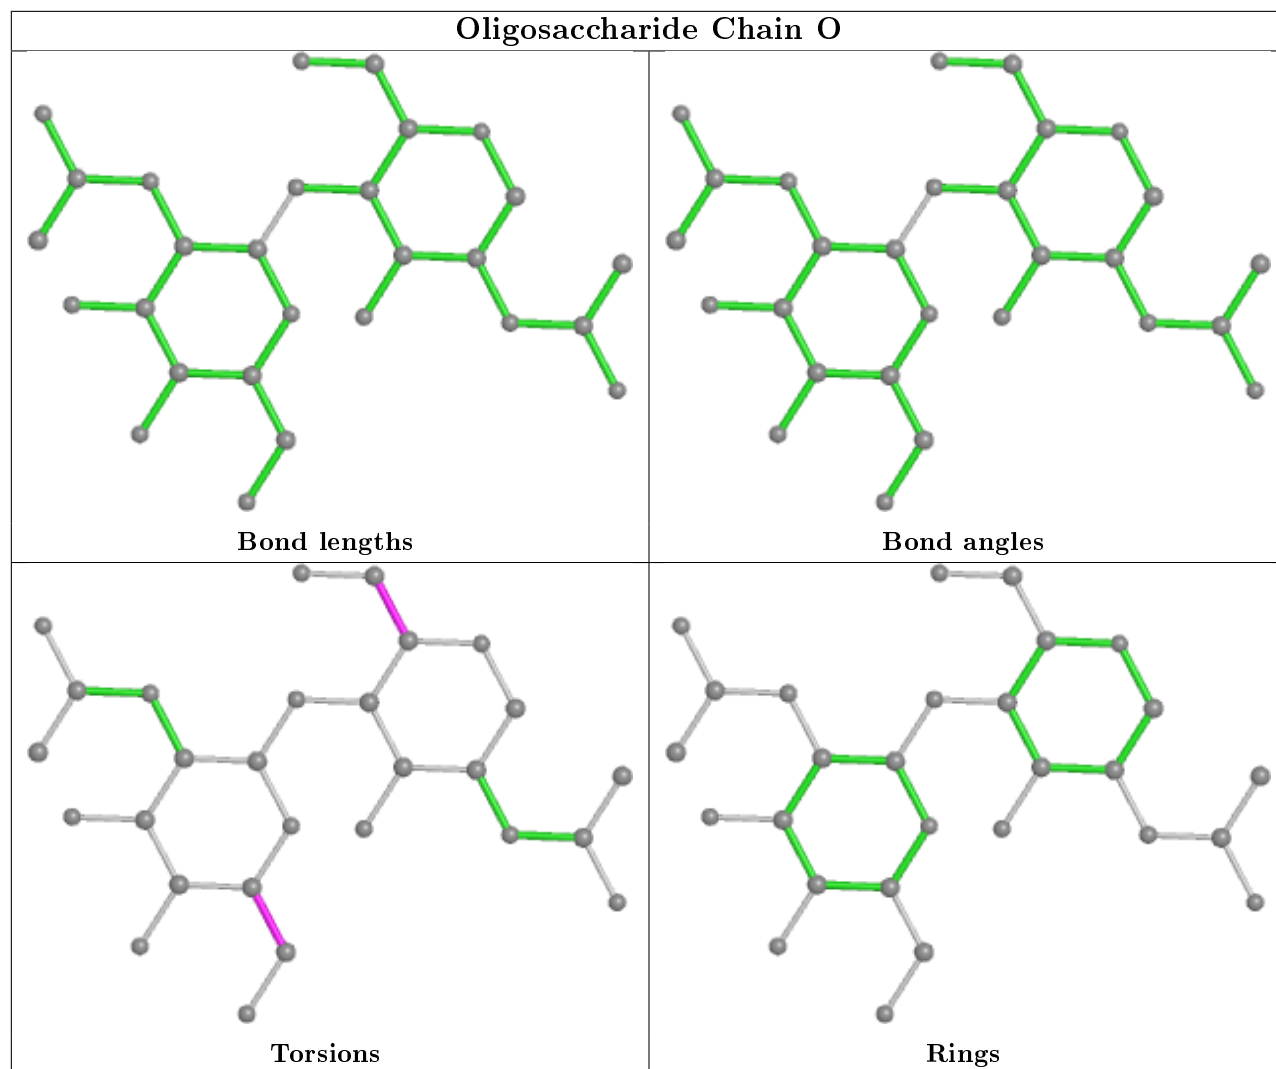 Oligosaccharide Chain O
Bond lengths
Bond angles
Torsions
Rings